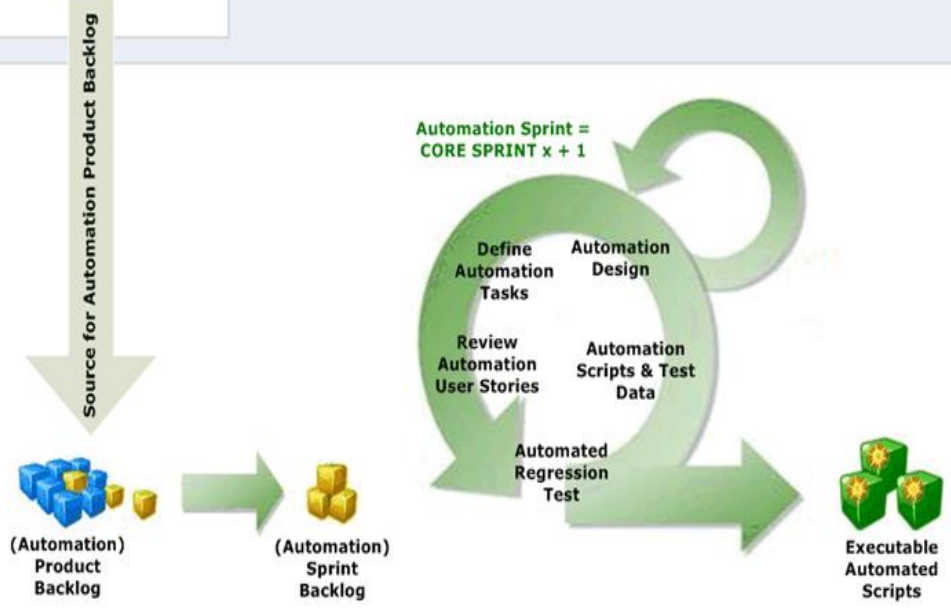 Source for Automation Product Backlog
Automation Sprint =
CORE SPRINT x + 1
Define
Automation
Tasks
Automation
Design
Review
Automation
User Stories
Automation
Scripts & Test
Data
Automated
Regression
Test
(Automation)
Product
Backlog
(Automation)
Sprint
Backlog
Executable
Automated
Scripts